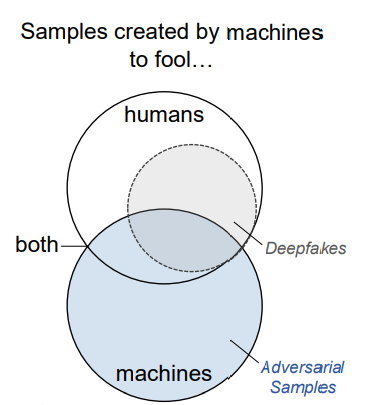 Samples created by machines
to fool…
humans
both
Deepfakes
machines
Adversarial
Samples